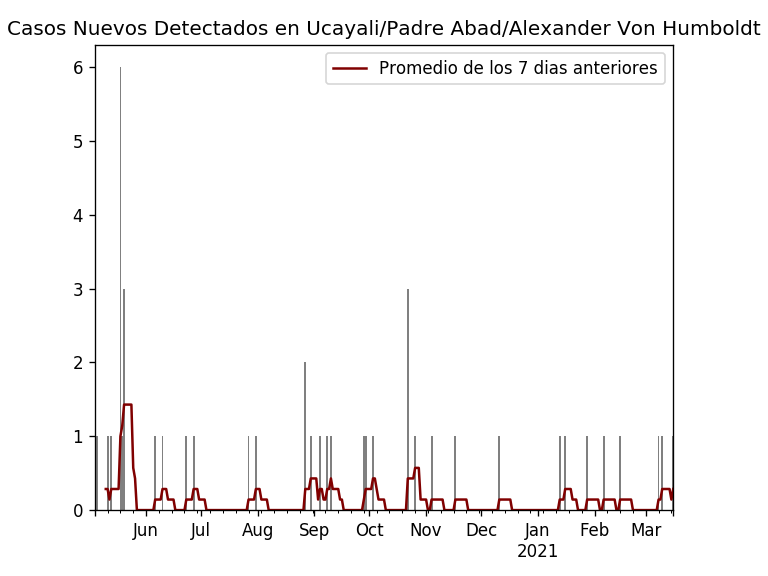 Casos Nuevos Detectados en Ucayali/Padre Abad/Alexander Von Humboldt
Promedio de los 7 dias anteriores
6
5
4
3
2
1
0
Jun Jul Aug Sep Oct Nov Dec Jan Feb Mar
2021